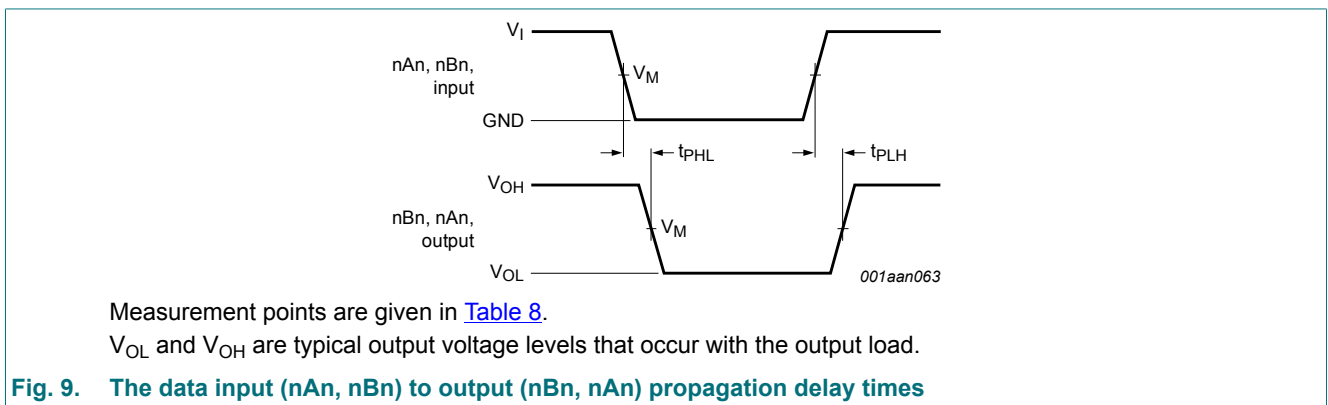 V_I
nAn, nBn,
input
V_M
GND
t_PHL
t_PLH
V_OH
nBn, nAn,
output
V_M
V_OL
001aan063
Measurement points are given in Table 8.
V_OL and V_OH are typical output voltage levels that occur with the output load.
Fig. 9. The data input (nAn, nBn) to output (nBn, nAn) propagation delay times